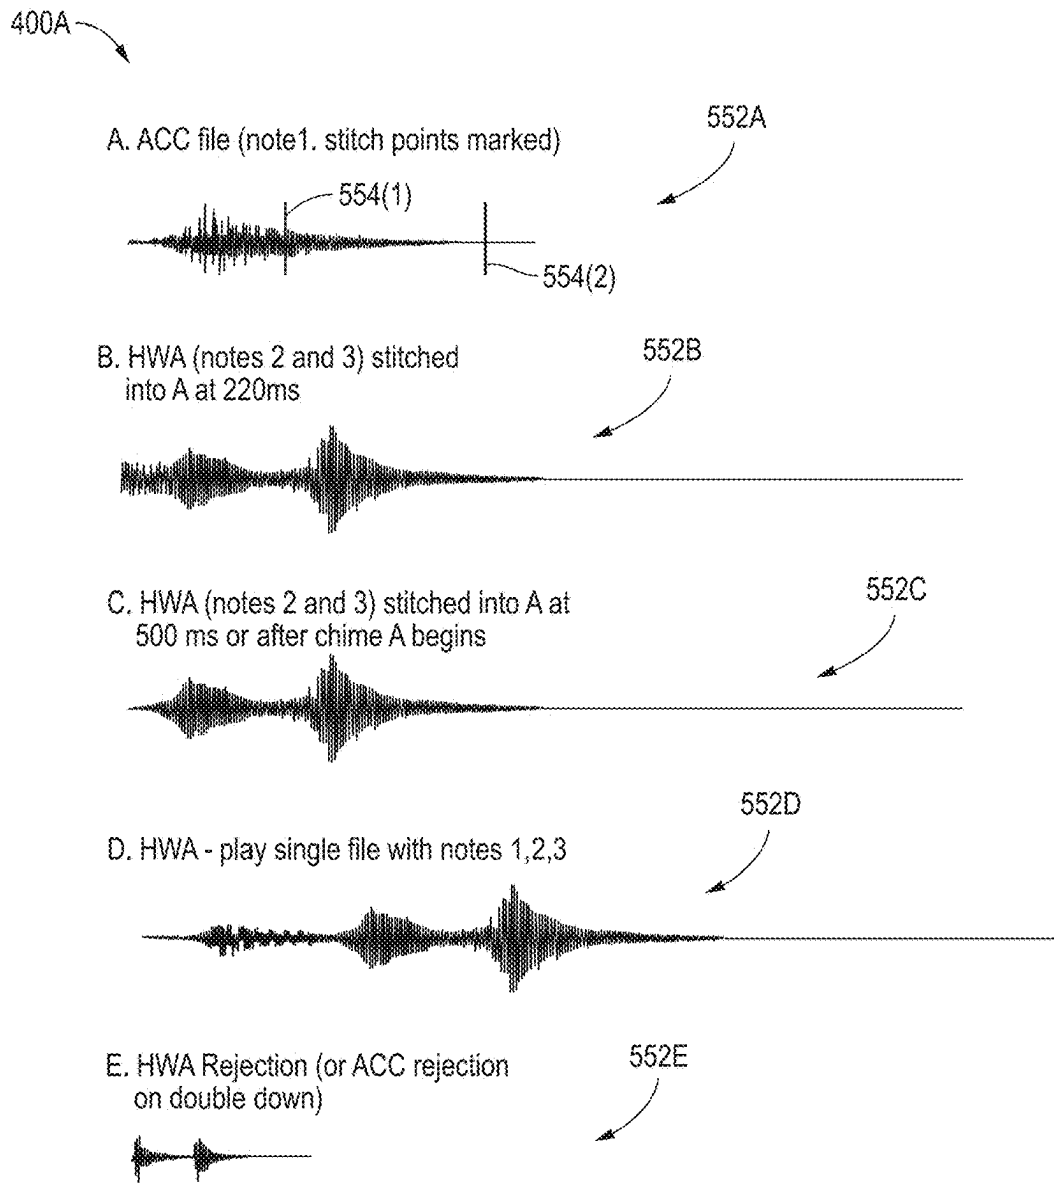 400A
552A
A. ACC file (note1. stitch points marked)
554(1)
554(2)
552B
B. HWA (notes 2 and 3) stitched
into A at 220ms
552C
C. HWA (notes 2 and 3) stitched into A at
500 ms or after chime A begins
552D
D. HWA - play single file with notes 1,2,3
552E
E. HWA Rejection (or ACC rejection
on double down)